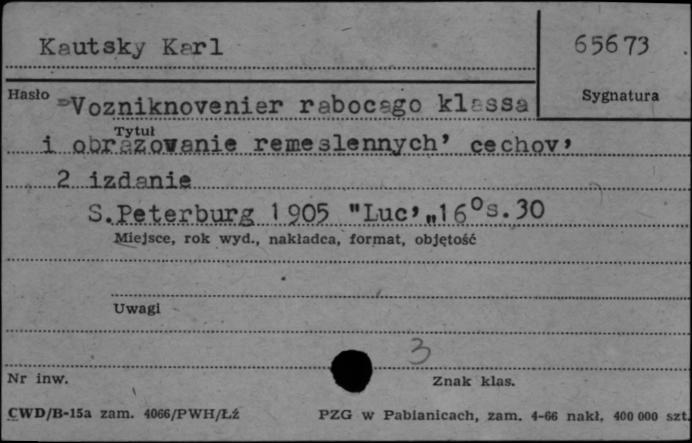 Kautsky Karl
65673
Hasło
Sygnatura
Vozniknovenier rabocago klassa
Tytuł
i obrazovanie remeslennych’ cechov’
2 izdanie
S.Peterburg 1905 "Luc’„16°s.30
Miejsce, rok wyd., nakładca, format, objętość
Uwagi
3
Nr inw.
Znak klas.
CWD/B-15a zam. 4066/PWH/Łź
PZG w Pabianicach, zam. 4-66 nakł. 400 000 szt.